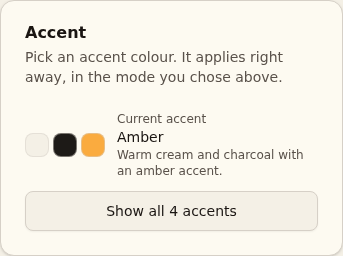 Accent
Pick an accent colour. It applies right
away, in the mode you chose above.
Current accent
Amber
Warm cream and charcoal with
an amber accent.
Show all 4 accents